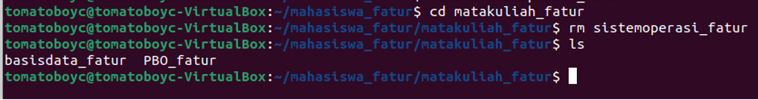 tomatoboyc@tomatoboyc-VirtualBox:~/mahasiswa_fatur$ cd matakuliah_fatur
tomatoboyc@tomatoboyc-VirtualBox:~/mahasiswa_fatur/matakuliah_fatur$ rm sistemoperasi_fatur
tomatoboyc@tomatoboyc-VirtualBox:~/mahasiswa_fatur/matakuliah_fatur$ ls
basisdata_fatur  PBO_fatur
tomatoboyc@tomatoboyc-VirtualBox:~/mahasiswa_fatur/matakuliah_fatur$